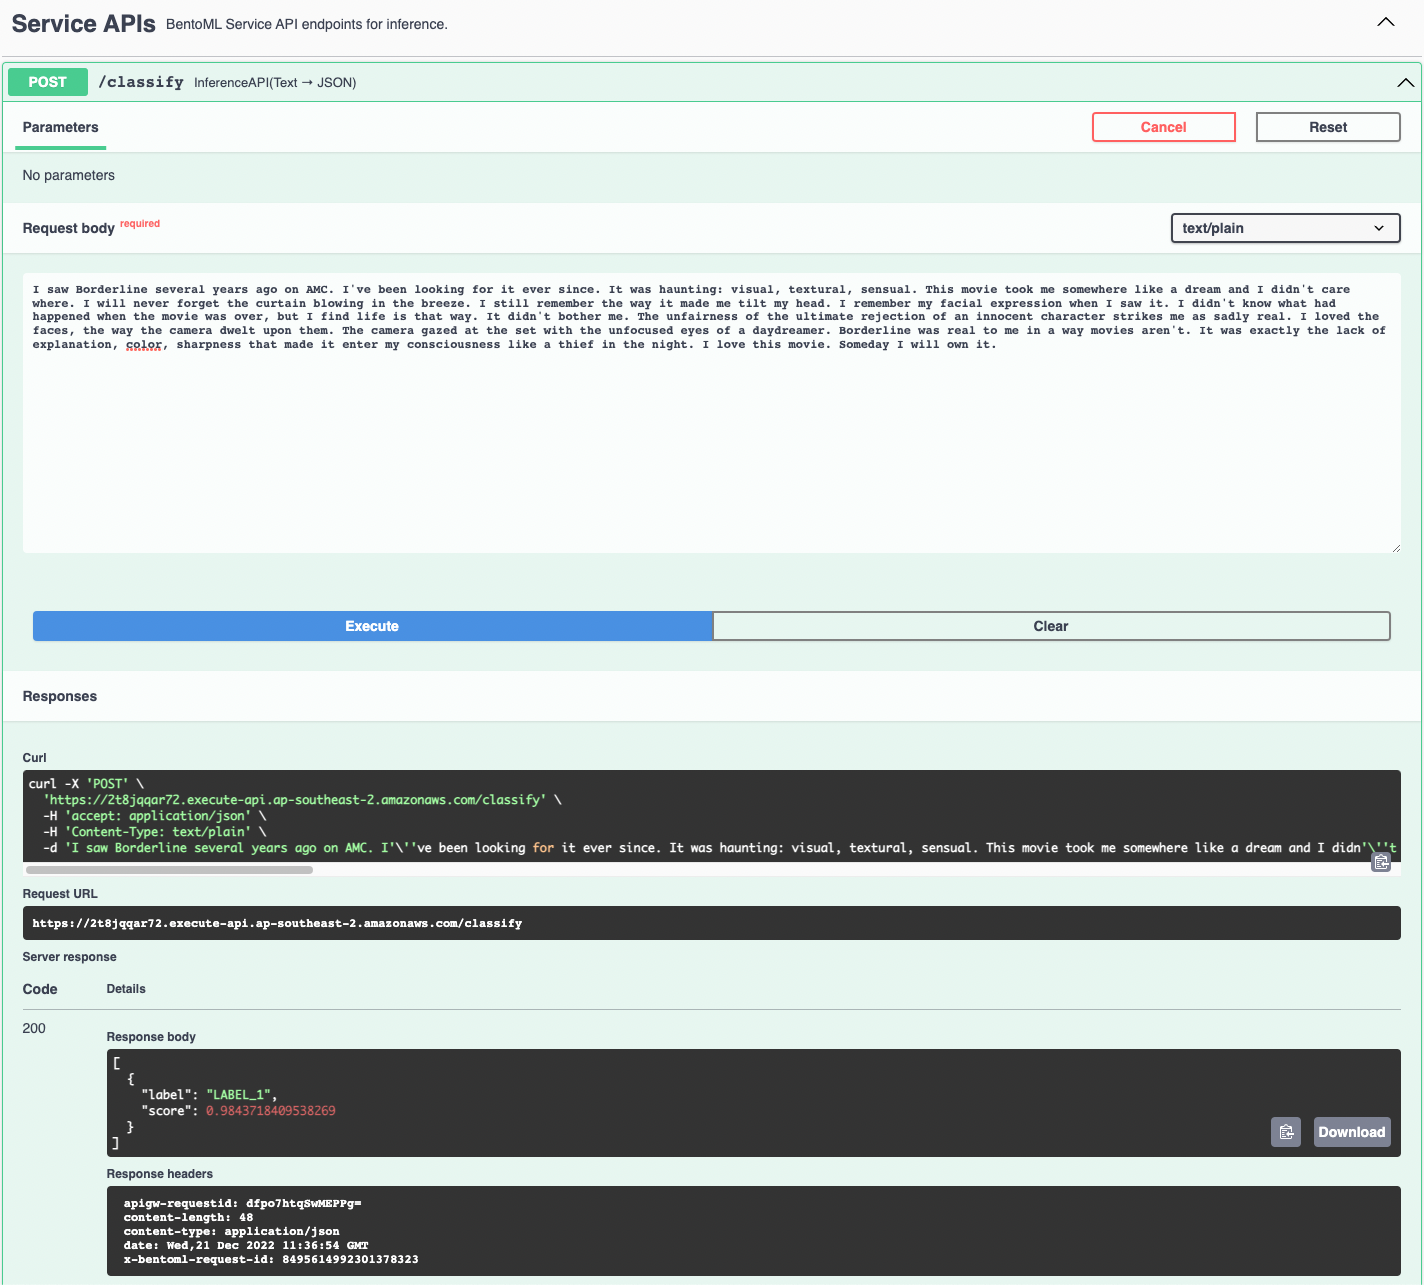 Service APIs BentoML Service API endpoints for inference.
POST /classify InferenceAPI(Text → JSON)
Parameters
Cancel
Reset
No parameters
Request body required
text/plain
I saw Borderline several years ago on AMC. I've been looking for it ever since. It was haunting: visual, textural, sensual. This movie took me somewhere like a dream and I didn't care
where. I will never forget the curtain blowing in the breeze. I still remember the way it made me tilt my head. I remember my facial expression when I saw it. I didn't know what had
happened when the movie was over, but I find life is that way. It didn't bother me. The unfairness of the ultimate rejection of an innocent character strikes me as sadly real. I loved the
faces, the way the camera dwelt upon them. The camera gazed at the set with the unfocused eyes of a daydreamer. Borderline was real to me in a way movies aren't. It was exactly the lack of
explanation, color, sharpness that made it enter my consciousness like a thief in the night. I love this movie. Someday I will own it.
Execute
Clear
Responses
Curl
curl -X 'POST' \
'https://2t8jqqar72.execute-api.ap-southeast-2.amazonaws.com/classify' \
-H 'accept: application/json' \
-H 'Content-Type: text/plain' \
-d 'I saw Borderline several years ago on AMC. I'\''ve been looking for it ever since. It was haunting: visual, textural, sensual. This movie took me somewhere like a dream and I didn'\''t
Request URL
https://2t8jqqar72.execute-api.ap-southeast-2.amazonaws.com/classify
Server response
Code Details
200
Response body
[
{
"label": "LABEL_1",
"score": 0.9843718409538269
}
]
Download
Response headers
apigw-requestid: dfpo7htqSwMEPPg=
content-length: 48
content-type: application/json
date: Wed,21 Dec 2022 11:36:54 GMT
x-bentoml-request-id: 8495614992301378323